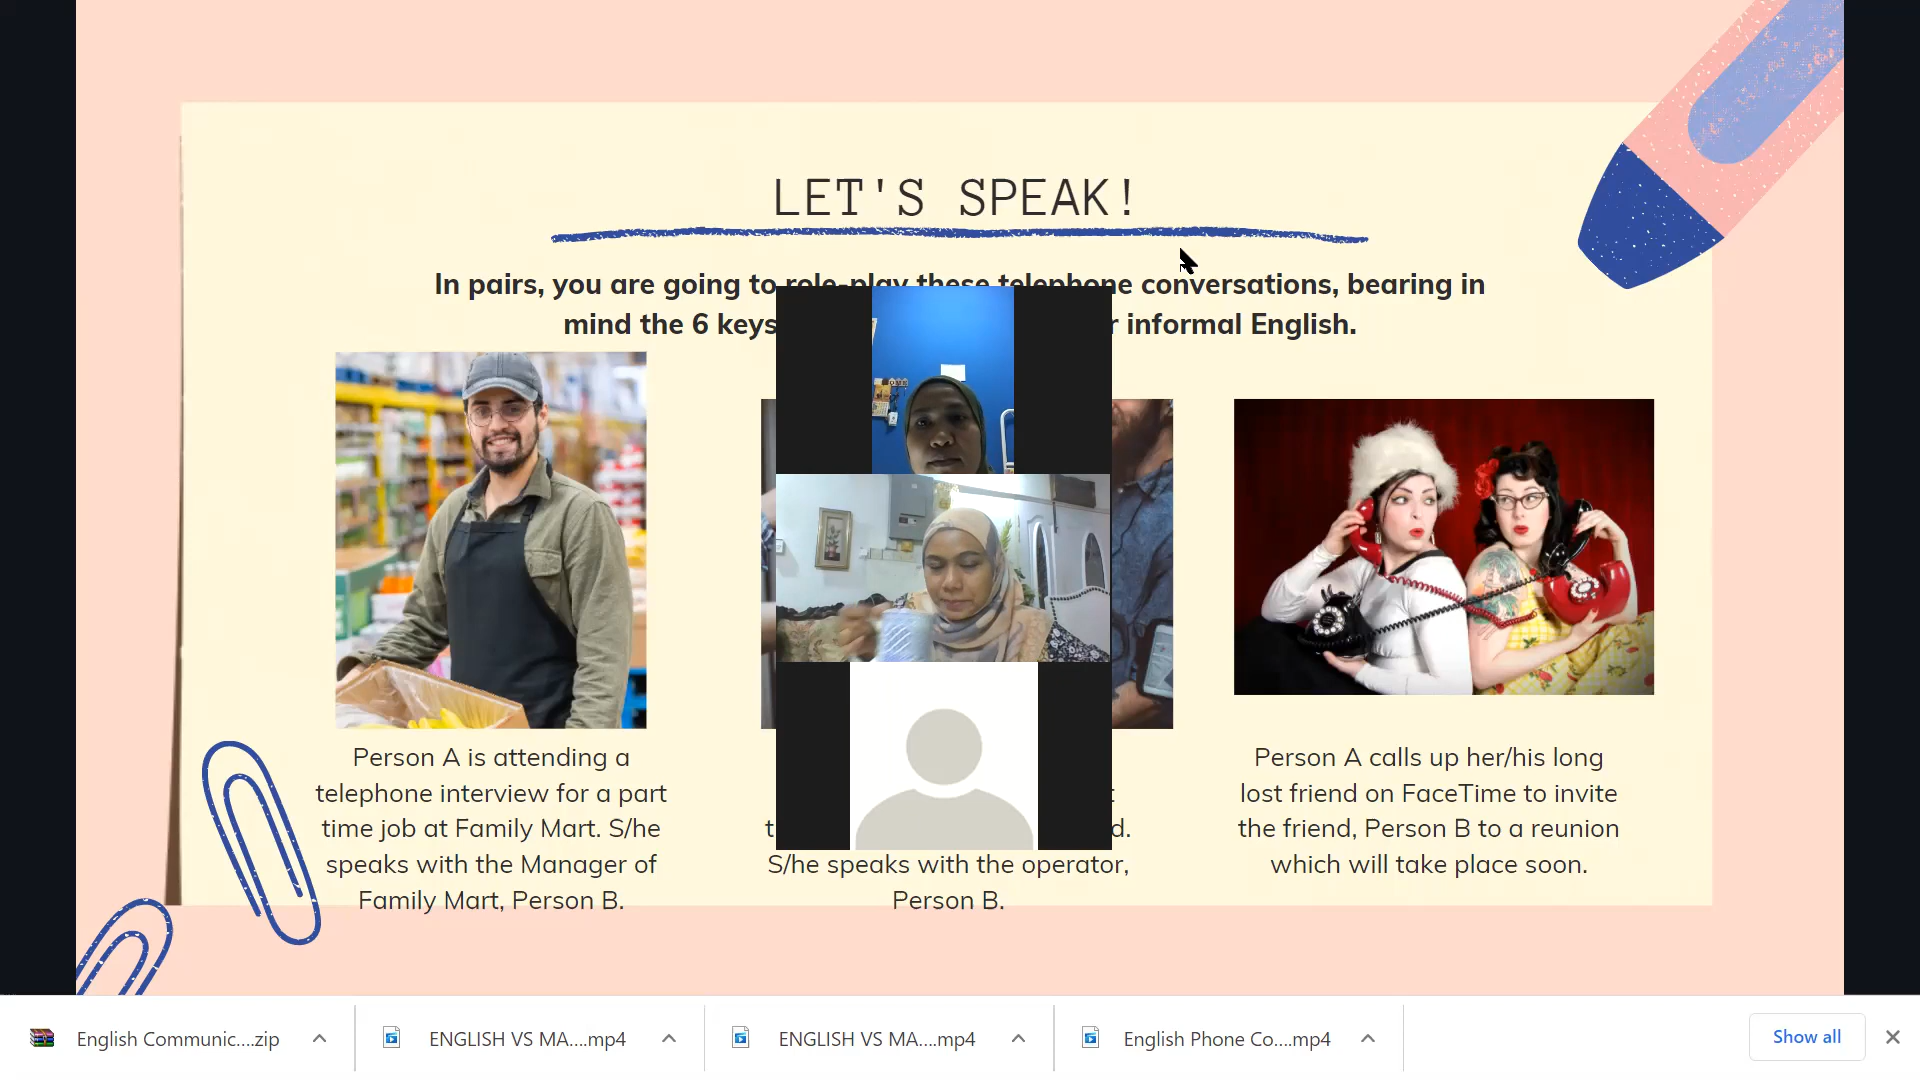 LET'S SPEAK!
In pairs, you are going to role-play these telephone conversations, bearing in
mind the 6 keys informal English.
Person A is attending a
telephone interview for a part
time job at Family Mart. S/he
speaks with the Manager of
Family Mart, Person B.
S/he speaks with the operator,
Person B.
Person A calls up her/his long
lost friend on FaceTime to invite
the friend, Person B to a reunion
which will take place soon.
English Communic....zip
ENGLISH VS MA....mp4
ENGLISH VS MA....mp4
English Phone Co....mp4
Show all